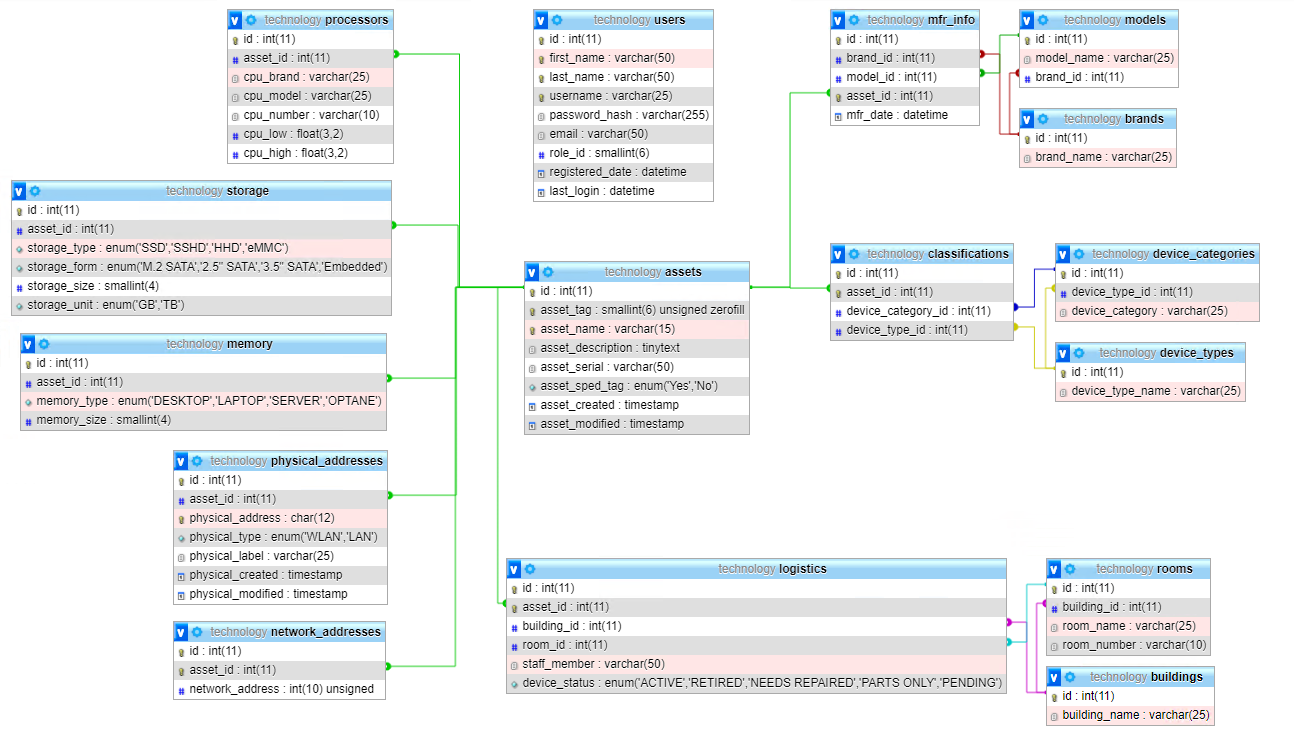 technology processors
id : int(11)
asset_id : int(11)
cpu_brand : varchar(25)
cpu_model : varchar(25)
cpu_number : varchar(10)
cpu_low : float(3,2)
cpu_high : float(3,2)
technology users
id : int(11)
first_name : varchar(50)
last_name : varchar(50)
username : varchar(25)
password_hash : varchar(255)
email : varchar(50)
role_id : smallint(6)
registered_date : datetime
last_login : datetime
technology mfr_info
id : int(11)
brand_id : int(11)
model_id : int(11)
asset_id : int(11)
mfr_date : datetime
technology models
id : int(11)
model_name : varchar(25)
brand_id : int(11)
technology brands
id : int(11)
brand_name : varchar(25)
technology storage
id : int(11)
asset_id : int(11)
storage_type : enum('SSD','SSHD','HHD','eMMC')
storage_form : enum('M.2 SATA','2.5" SATA','3.5" SATA','Embedded')
storage_size : smallint(4)
storage_unit : enum('GB','TB')
technology assets
id : int(11)
asset_tag : smallint(6) unsigned zerofill
asset_name : varchar(15)
asset_description : tinytext
asset_serial : varchar(50)
asset_sped_tag : enum('Yes','No')
asset_created : timestamp
asset_modified : timestamp
technology classifications
id : int(11)
asset_id : int(11)
device_category_id : int(11)
device_type_id : int(11)
technology device_categories
id : int(11)
device_type_id : int(11)
device_category : varchar(25)
technology device_types
id : int(11)
device_type_name : varchar(25)
technology memory
id : int(11)
asset_id : int(11)
memory_type : enum('DESKTOP','LAPTOP','SERVER','OPTANE')
memory_size : smallint(4)
technology physical_addresses
id : int(11)
asset_id : int(11)
physical_address : char(12)
physical_type : enum('WLAN','LAN')
physical_label : varchar(25)
physical_created : timestamp
physical_modified : timestamp
technology network_addresses
id : int(11)
asset_id : int(11)
network_address : int(10) unsigned
technology logistics
id : int(11)
asset_id : int(11)
building_id : int(11)
room_id : int(11)
staff_member : varchar(50)
device_status : enum('ACTIVE','RETIRED','NEEDS REPAIRED','PARTS ONLY','PENDING')
technology rooms
id : int(11)
building_id : int(11)
room_name : varchar(25)
room_number : varchar(10)
technology buildings
id : int(11)
building_name : varchar(25)